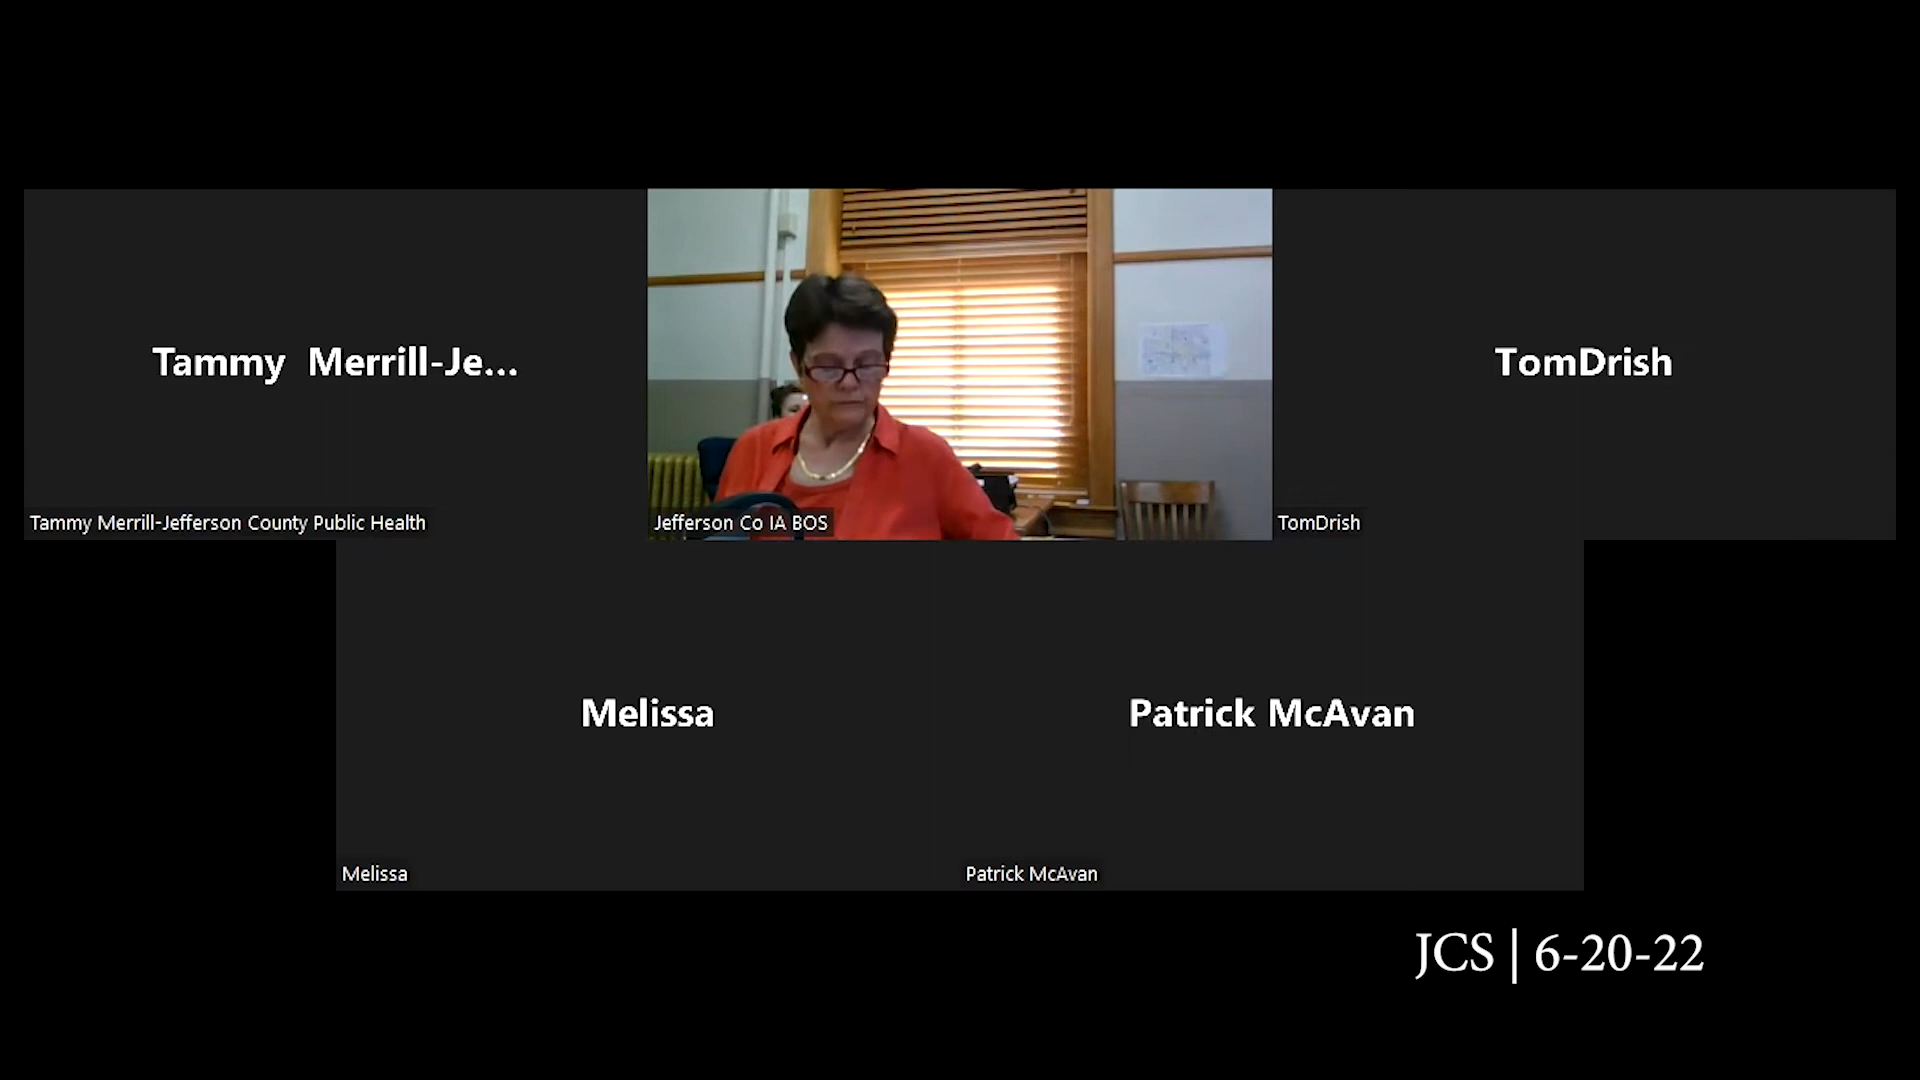 Tammy Merrill-Je...
TomDrish
Tammy Merrill-Jefferson County Public Health
Jefferson Co IA BOS
TomDrish
Melissa
Patrick McAvan
Melissa
Patrick McAvan
JCS | 6-20-22